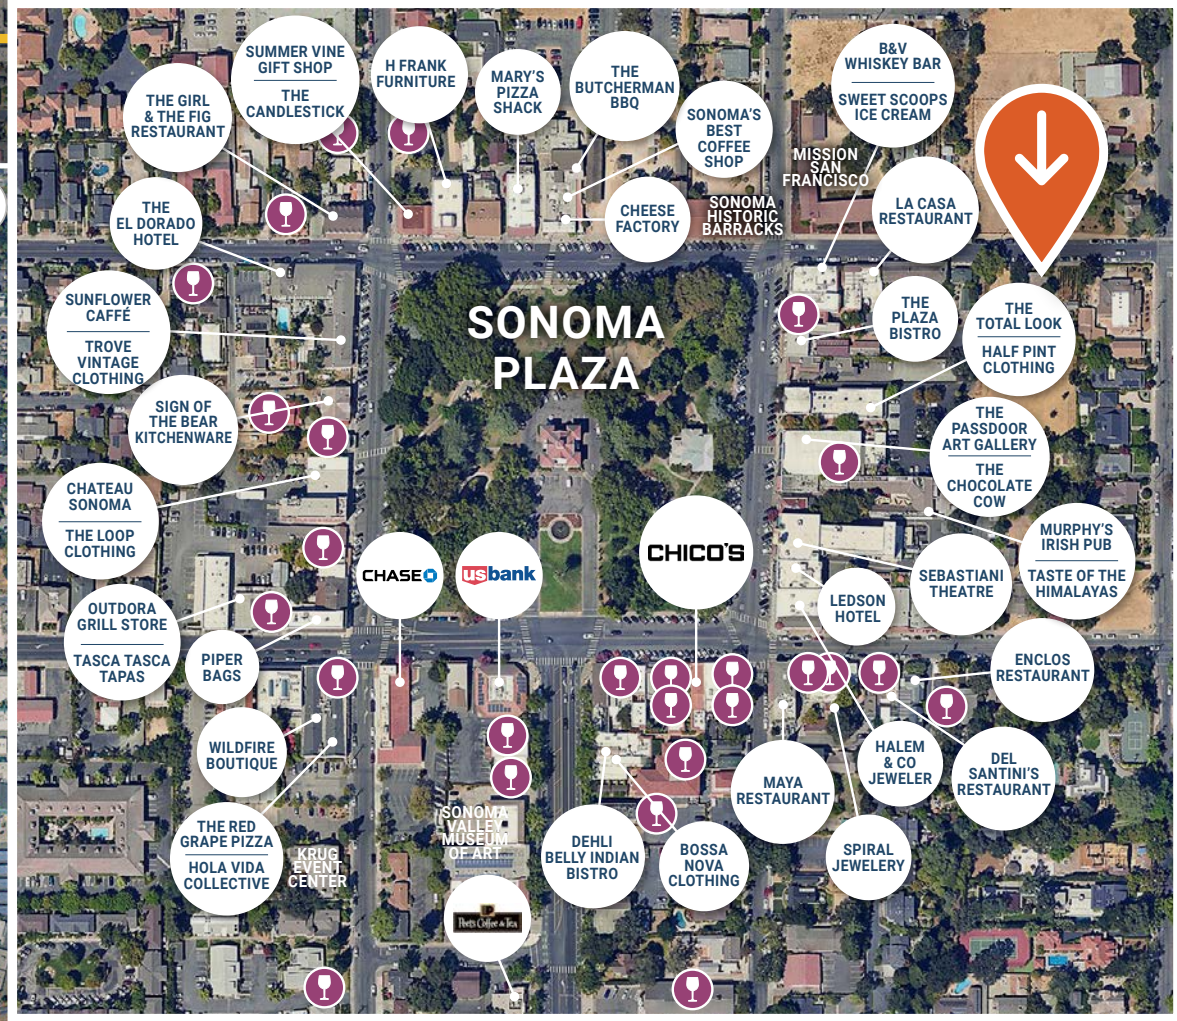 SUMMER VINE
GIFT SHOP
THE
CANDLESTICK
H FRANK
FURNITURE
MARY'S
PIZZA
SHACK
THE
BUTCHERMAN
BBQ
B&V
WHISKEY BAR
SWEET SCOOPS
ICE CREAM
THE GIRL
& THE FIG
RESTAURANT
SONOMA'S
BEST
COFFEE
SHOP
MISSION
SAN
FRANCISCO
THE
EL DORADO
HOTEL
CHEESE
FACTORY
SONOMA
HISTORIC
BARRACKS
LA CASA
RESTAURANT
SUNFLOWER
CAFFÉ
TROVE
VINTAGE
CLOTHING
SONOMA
PLAZA
THE
PLAZA
BISTRO
THE
TOTAL LOOK
HALF PINT
CLOTHING
SIGN OF
THE BEAR
KITCHENWARE
THE
PASSDOOR
ART GALLERY
THE
CHOCOLATE
COW
CHATEAU
SONOMA
THE LOOP
CLOTHING
CHASE
usbank
CHICO'S
MURPHY'S
IRISH PUB
TASTE OF THE
HIMALAYAS
SEBASTIANI
THEATRE
LEDSON
HOTEL
OUTDORA
GRILL STORE
TASCA TASCA
TAPAS
PIPER
BAGS
ENCLOS
RESTAURANT
WILDFIRE
BOUTIQUE
HALEM
& CO
JEWELER
DEL
SANTINI'S
RESTAURANT
MAYA
RESTAURANT
THE RED
GRAPE PIZZA
HOLA VIDA
COLLECTIVE
KRUG
EVENT
CENTER
SONOMA
VALLEY
MUSEUM
OF ART
DEHLI
BELLY INDIAN
BISTRO
BOSSA
NOVA
CLOTHING
SPIRAL
JEWELERY
Peet's Coffee & Tea